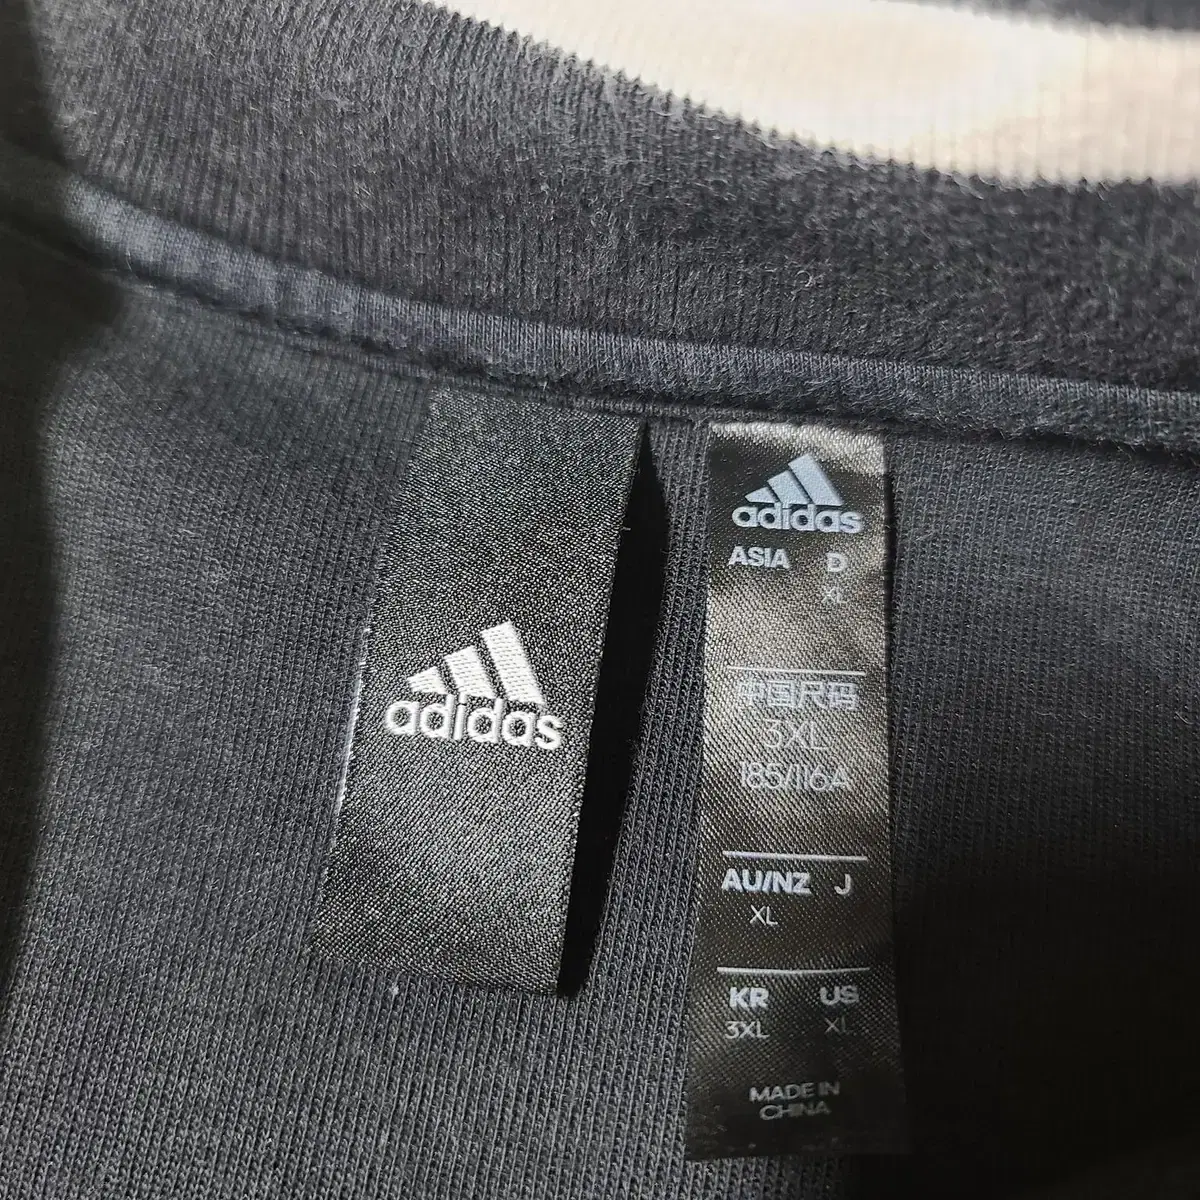 adidas
adidas
ASIA D
XL
中国尺码
3XL
185/116A
AU/NZ J
XL
KR US
3XL XL
MADE IN
CHINA